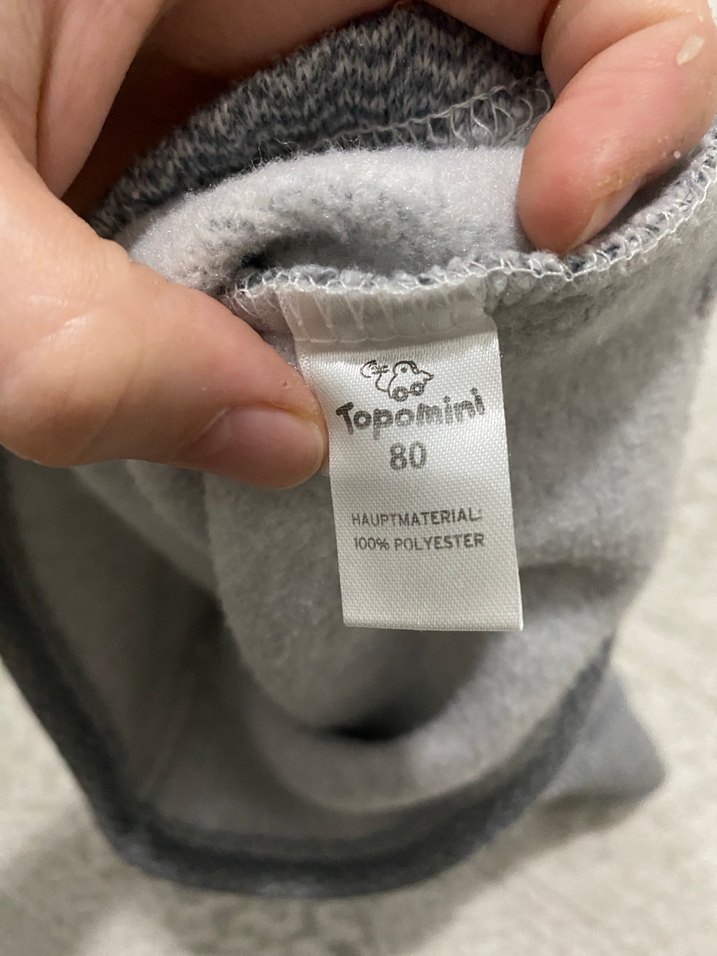 Topomini
80
HAUPTMATERIAL:
100% POLYESTER